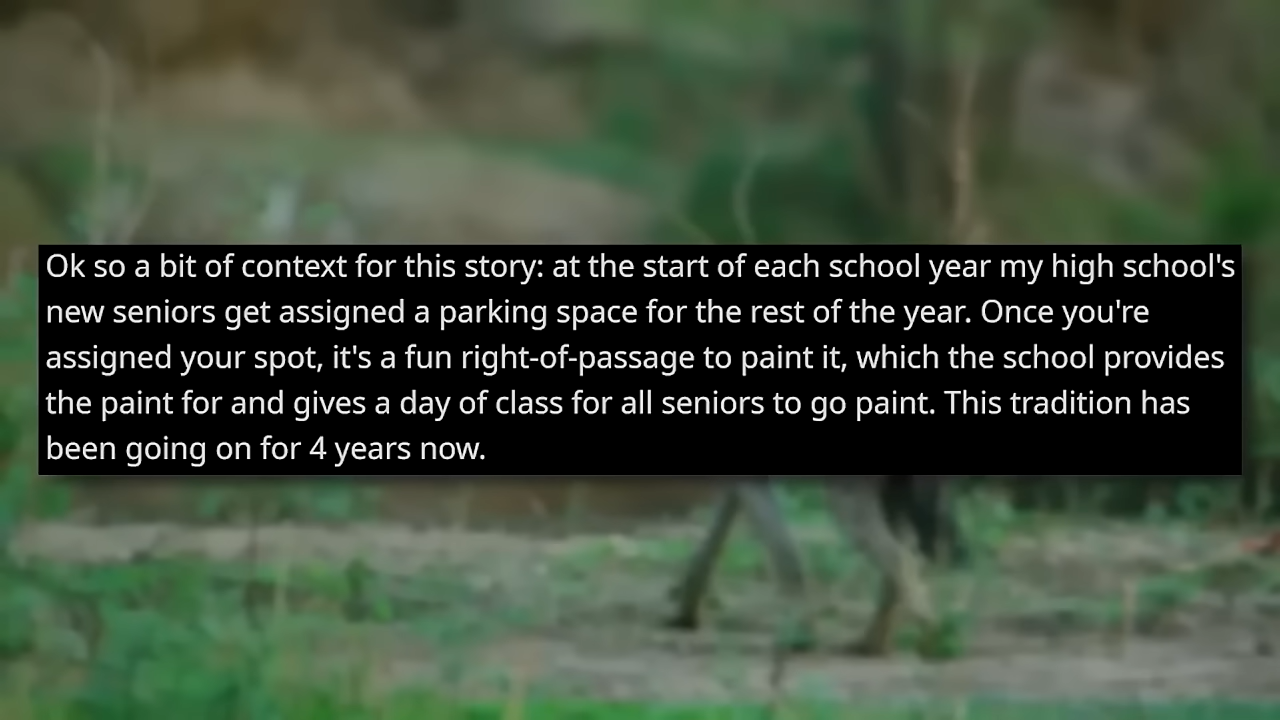 Ok so a bit of context for this story: at the start of each school year my high school's
new seniors get assigned a parking space for the rest of the year. Once you're
assigned your spot, it's a fun right-of-passage to paint it, which the school provides
the paint for and gives a day of class for all seniors to go paint. This tradition has
been going on for 4 years now.